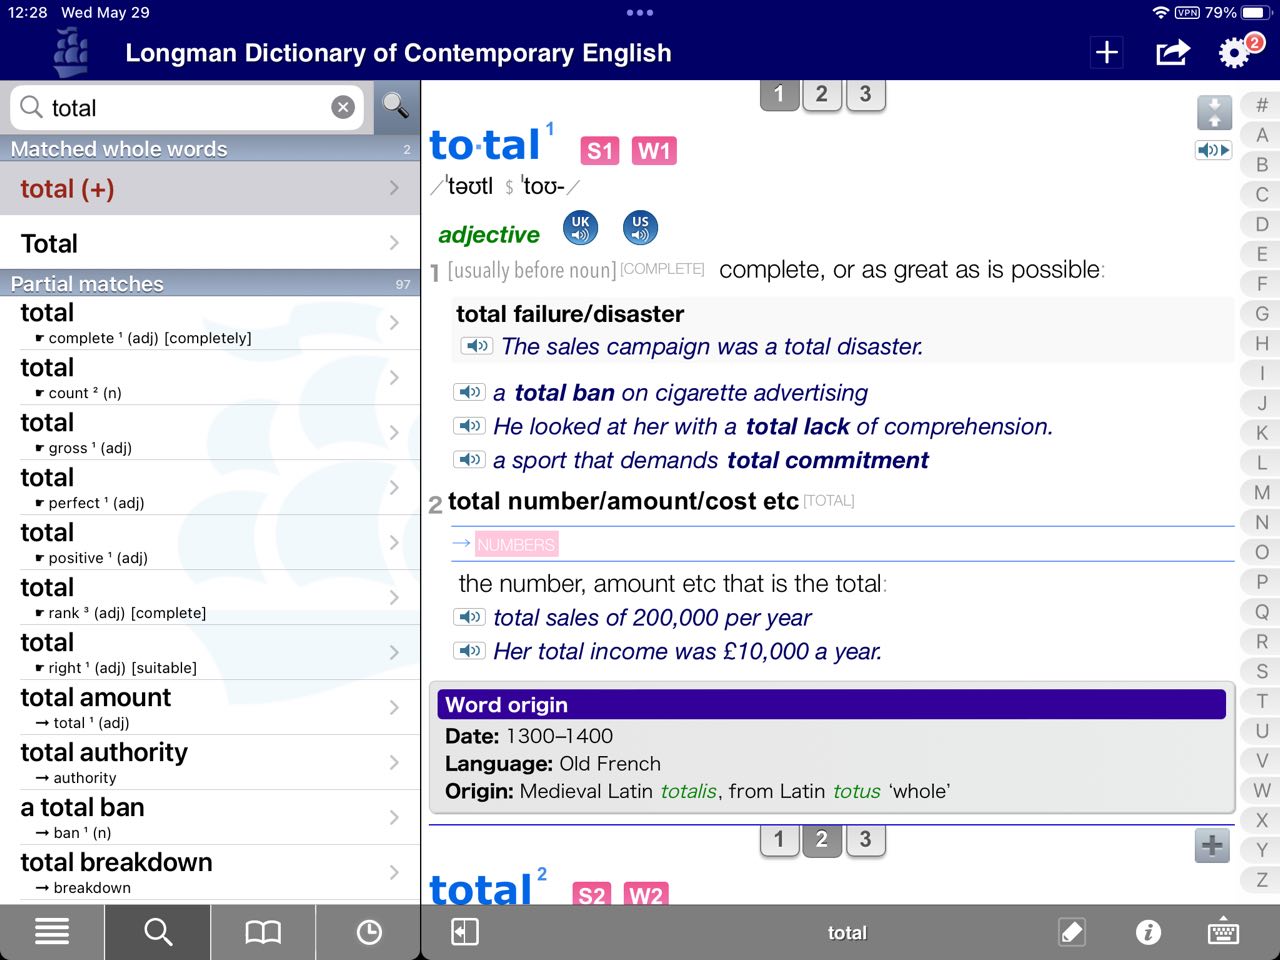 12:28 Wed May 29
VPN 79%
Longman Dictionary of Contemporary English
2
total
Matched whole words 2
total (+)
Total
Partial matches 97
total
☛ complete ¹ (adj) [completely]
total
☛ count ² (n)
total
☛ gross ¹ (adj)
total
☛ perfect ¹ (adj)
total
☛ positive ¹ (adj)
total
☛ rank ³ (adj) [complete]
total
☛ right ¹ (adj) [suitable]
total amount
→ total ¹ (adj)
total authority
→ authority
a total ban
→ ban ¹ (n)
total breakdown
→ breakdown
1 2 3
to·tal¹ S1 W1
/ˈtəʊtl $ ˈtoʊ-/
adjective UK US
1 [usually before noun] [COMPLETE] complete, or as great as is possible:
total failure/disaster
The sales campaign was a total disaster.
a total ban on cigarette advertising
He looked at her with a total lack of comprehension.
a sport that demands total commitment
2 total number/amount/cost etc [TOTAL]
→ NUMBERS
the number, amount etc that is the total:
total sales of 200,000 per year
Her total income was £10,000 a year.
Word origin
Date: 1300–1400
Language: Old French
Origin: Medieval Latin totalis, from Latin totus ‘whole’
1 2 3
total² S2 W2
total
#
A
B
C
D
E
F
G
H
I
J
K
L
M
N
O
P
Q
R
S
T
U
V
W
X
Y
Z